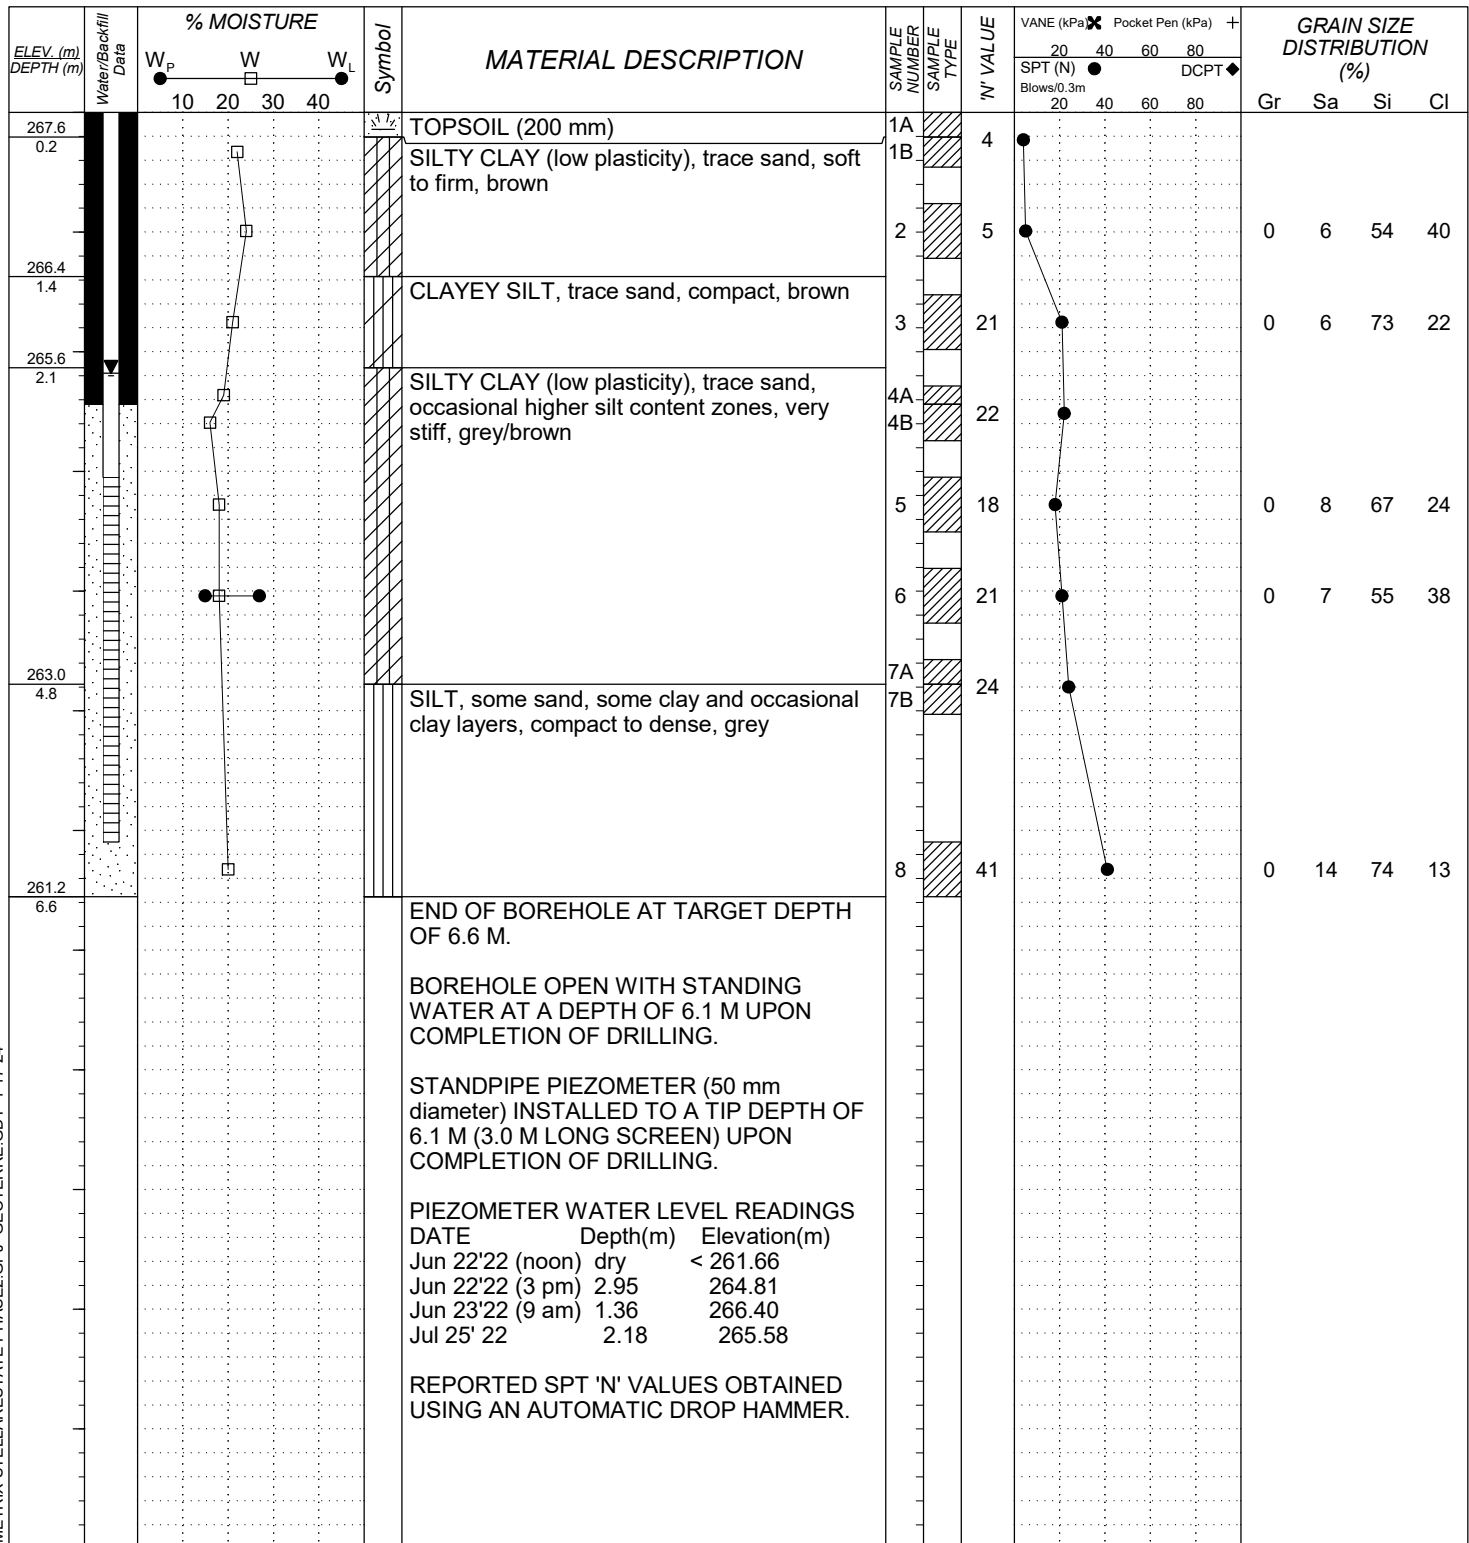 ELEV. (m)
DEPTH (m)
Water/Backfill
Data
% MOISTURE
WP W WL
10 20 30 40
Symbol
MATERIAL DESCRIPTION
SAMPLE
NUMBER
SAMPLE
TYPE
'N' VALUE
VANE (kPa) Pocket Pen (kPa) +
20 40 60 80
SPT (N) ● DCPT ◆
Blows/0.3m
20 40 60 80
GRAIN SIZE
DISTRIBUTION
(%)
Gr Sa Si Cl
267.6
0.2
TOPSOIL (200 mm)
1A
4
SILTY CLAY (low plasticity), trace sand, soft
to firm, brown
1B
2 5 0 6 54 40
266.4
1.4
CLAYEY SILT, trace sand, compact, brown
3 21 0 6 73 22
265.6
2.1
SILTY CLAY (low plasticity), trace sand,
occasional higher silt content zones, very
stiff, grey/brown
4A
22
4B
5 18 0 8 67 24
6 21 0 7 55 38
7A
263.0
4.8
24
SILT, some sand, some clay and occasional
clay layers, compact to dense, grey
7B
8 41 0 14 74 13
261.2
6.6
END OF BOREHOLE AT TARGET DEPTH
OF 6.6 M.
BOREHOLE OPEN WITH STANDING
WATER AT A DEPTH OF 6.1 M UPON
COMPLETION OF DRILLING.
STANDPIPE PIEZOMETER (50 mm
diameter) INSTALLED TO A TIP DEPTH OF
6.1 M (3.0 M LONG SCREEN) UPON
COMPLETION OF DRILLING.
PIEZOMETER WATER LEVEL READINGS
DATE Depth(m) Elevation(m)
Jun 22'22 (noon) dry < 261.66
Jun 22'22 (3 pm) 2.95 264.81
Jun 23'22 (9 am) 1.36 266.40
Jul 25' 22 2.18 265.58
REPORTED SPT 'N' VALUES OBTAINED
USING AN AUTOMATIC DROP HAMMER.